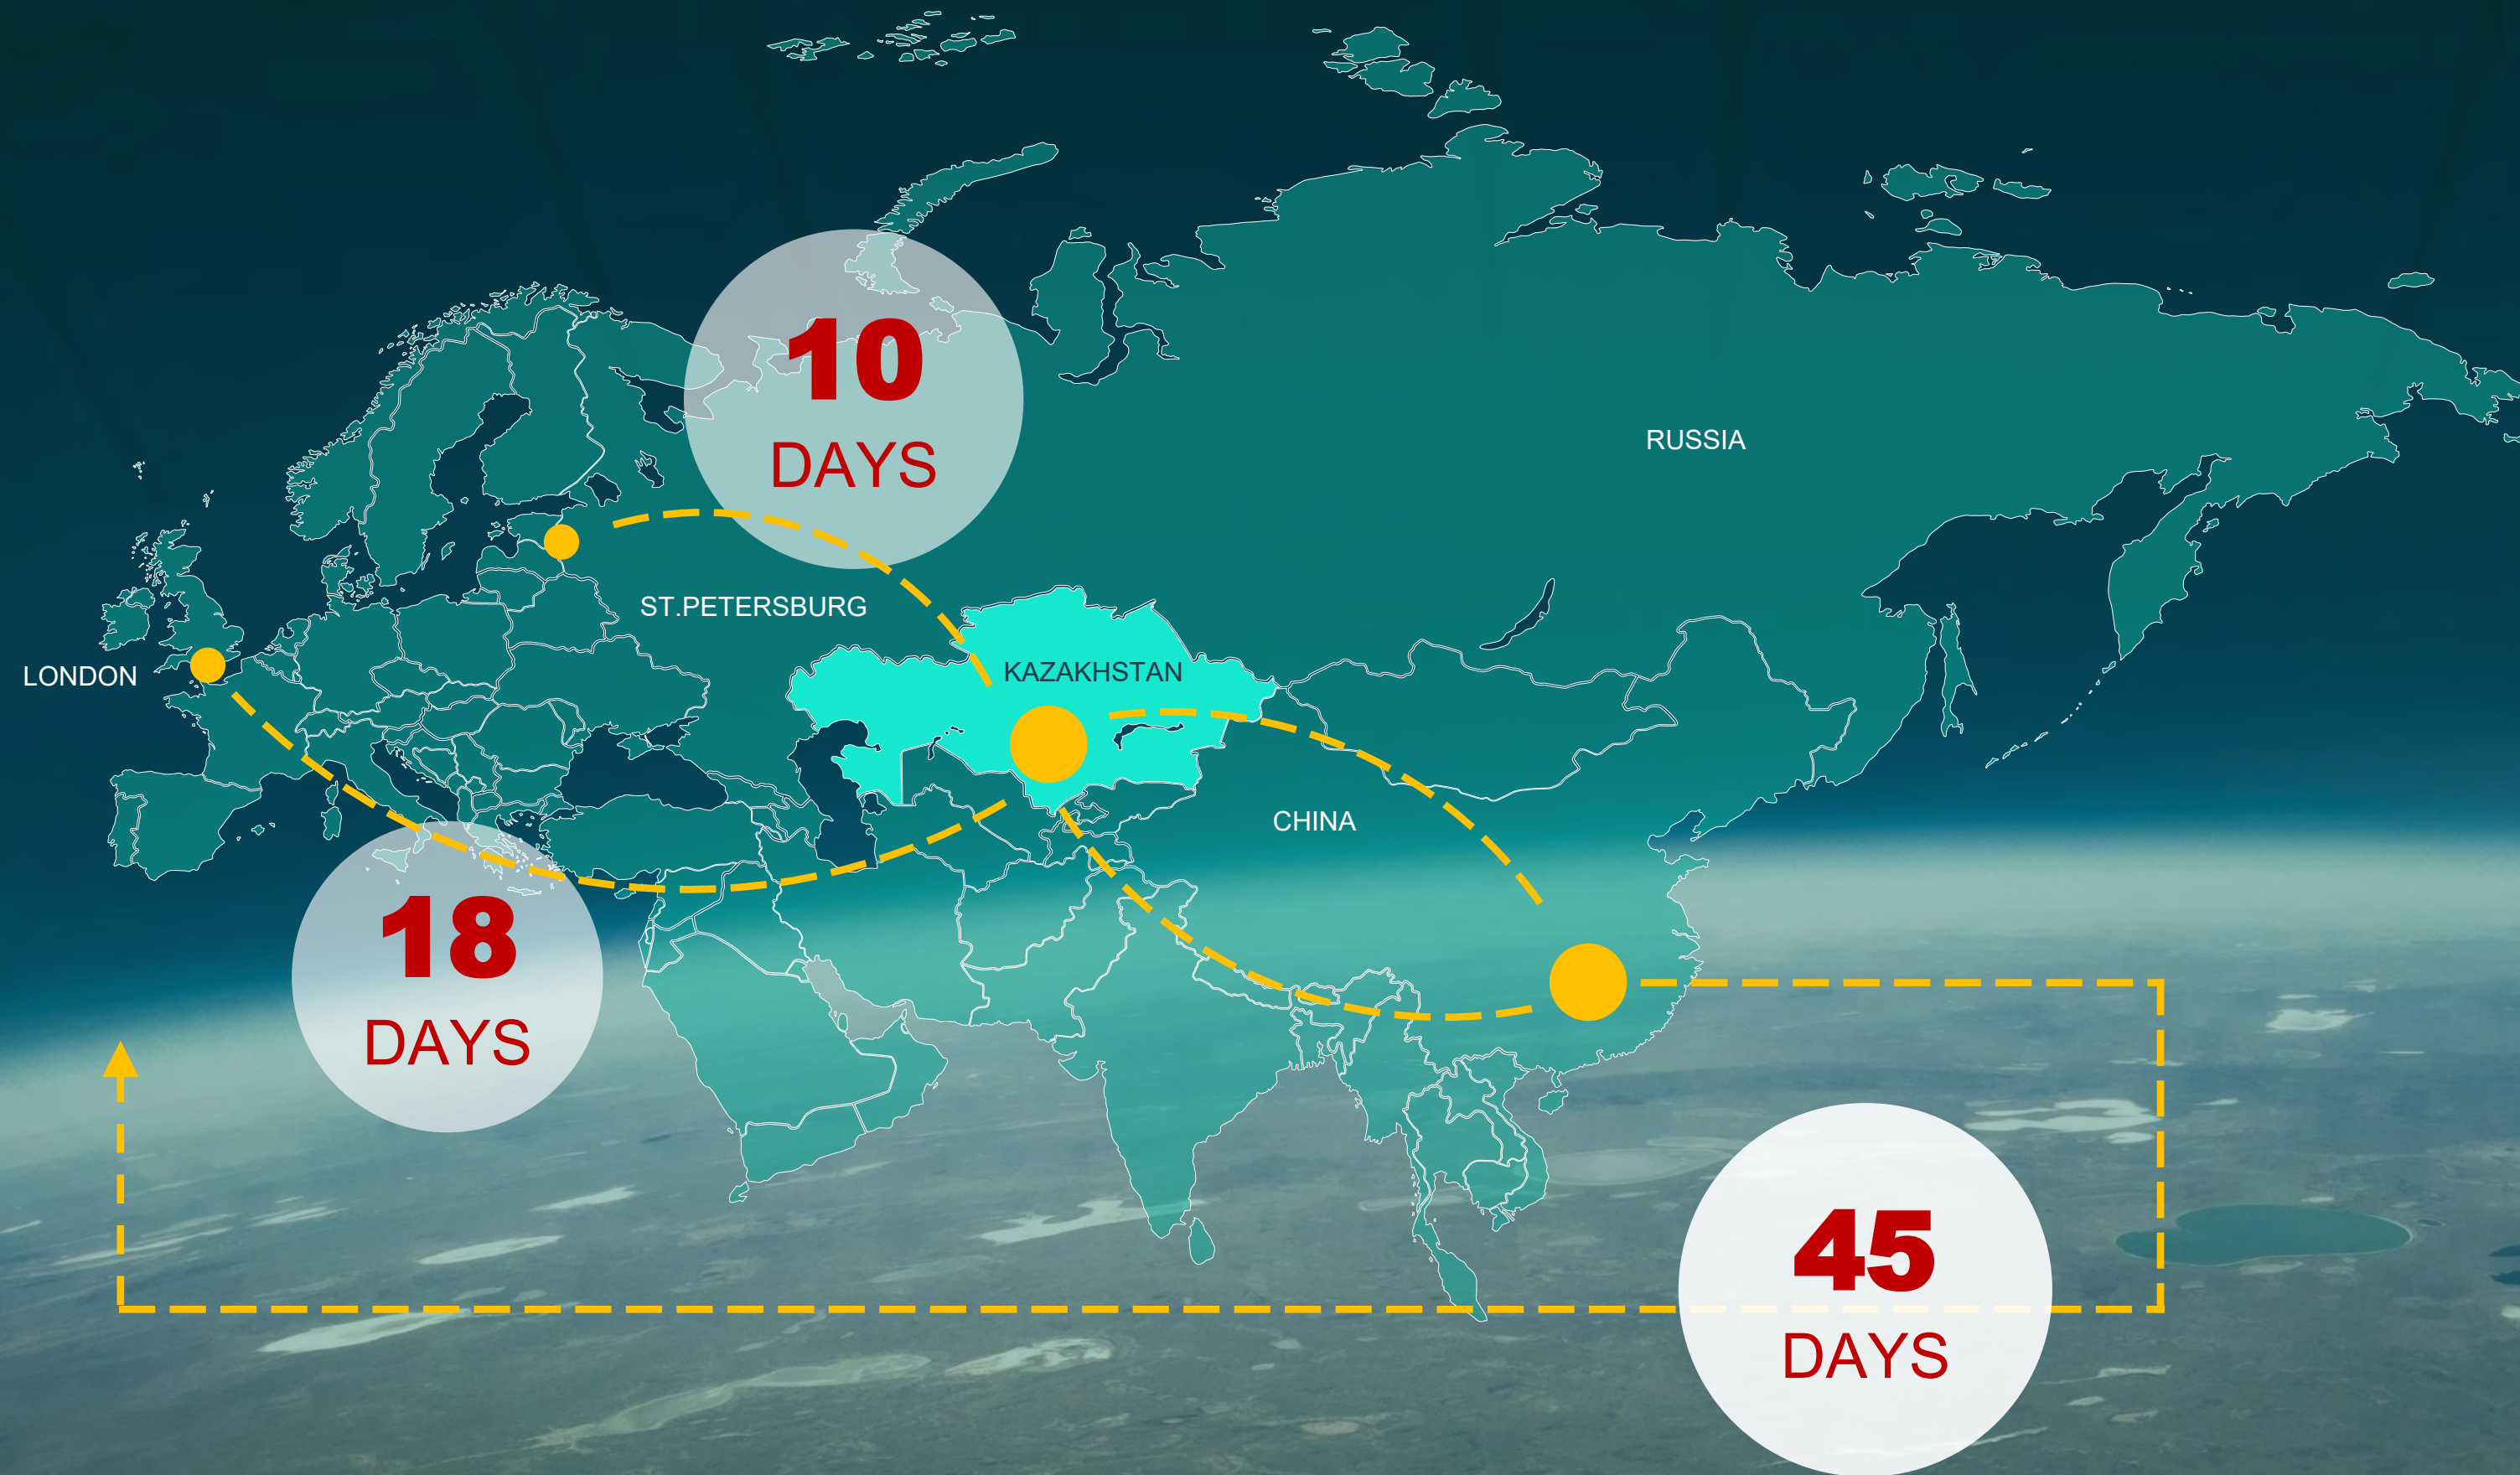 10
DAYS
RUSSIA
ST.PETERSBURG
LONDON
KAZAKHSTAN
CHINA
18
DAYS
45
DAYS